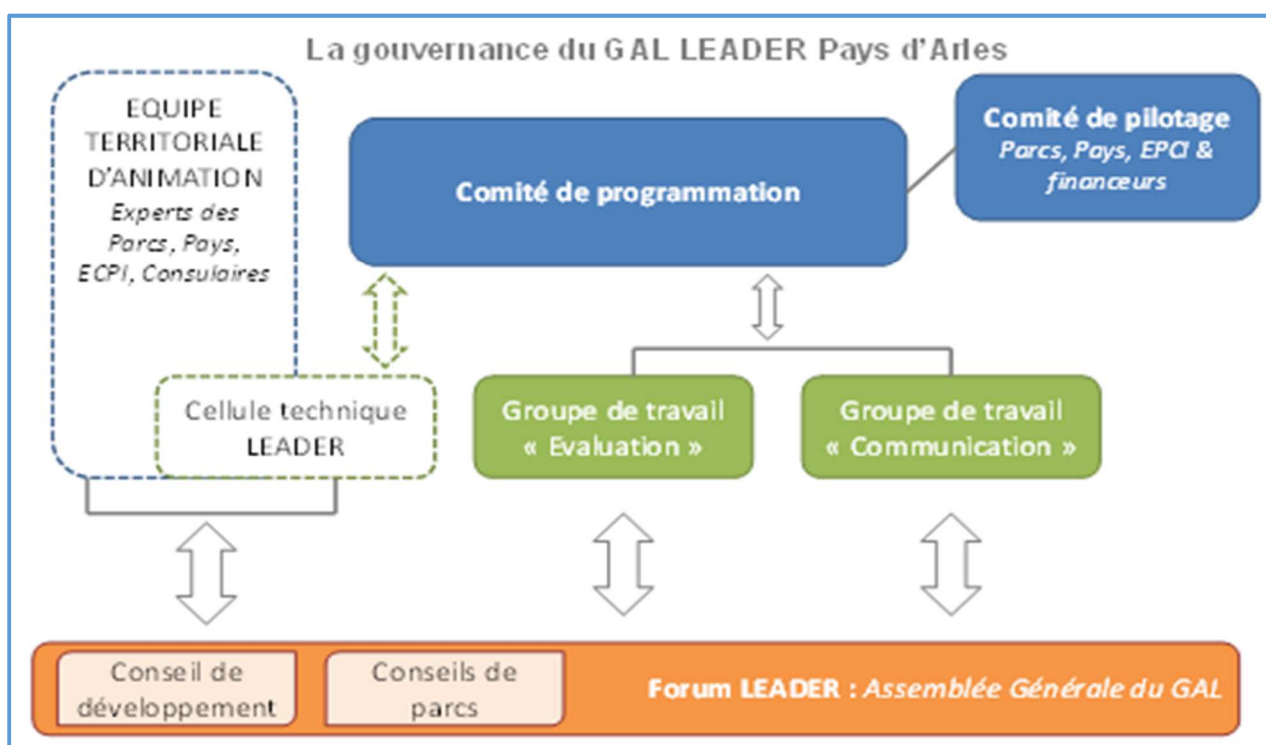 La gouvernance du GAL LEADER Pays d'Arles
EQUIPE
TERRITORIALE
D'ANIMATION
Experts des
Parcs, Pays,
ECPI, Consulaires
Comité de programmation
Comité de pilotage
Parcs, Pays, EPCI &
financeurs
Cellule technique
LEADER
Groupe de travail
« Evaluation »
Groupe de travail
« Communication »
Conseil de
développement
Conseils de
parcs
Forum LEADER : Assemblée Générale du GAL